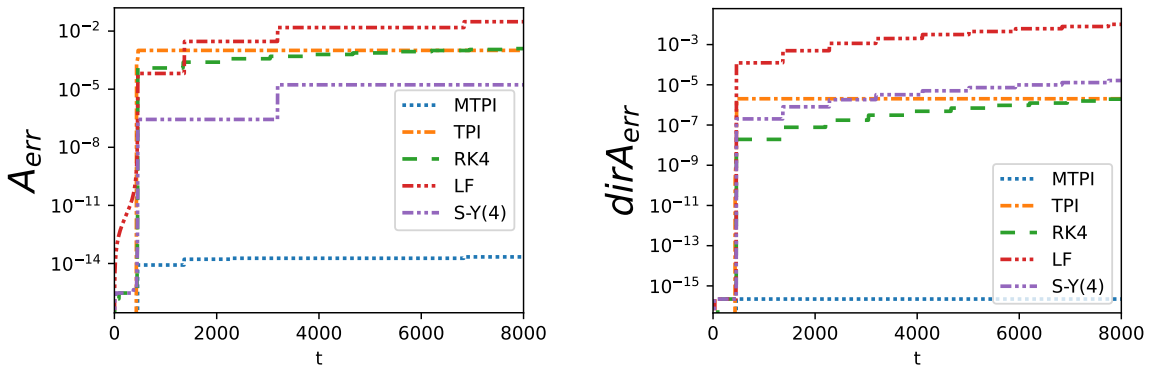 A_err
10^-2
10^-5
10^-8
10^-11
10^-14
MTPI
TPI
RK4
LF
S-Y(4)
0 2000 4000 6000 8000
t
dirA_err
10^-3
10^-5
10^-7
10^-9
10^-11
10^-13
10^-15
MTPI
TPI
RK4
LF
S-Y(4)
0 2000 4000 6000 8000
t